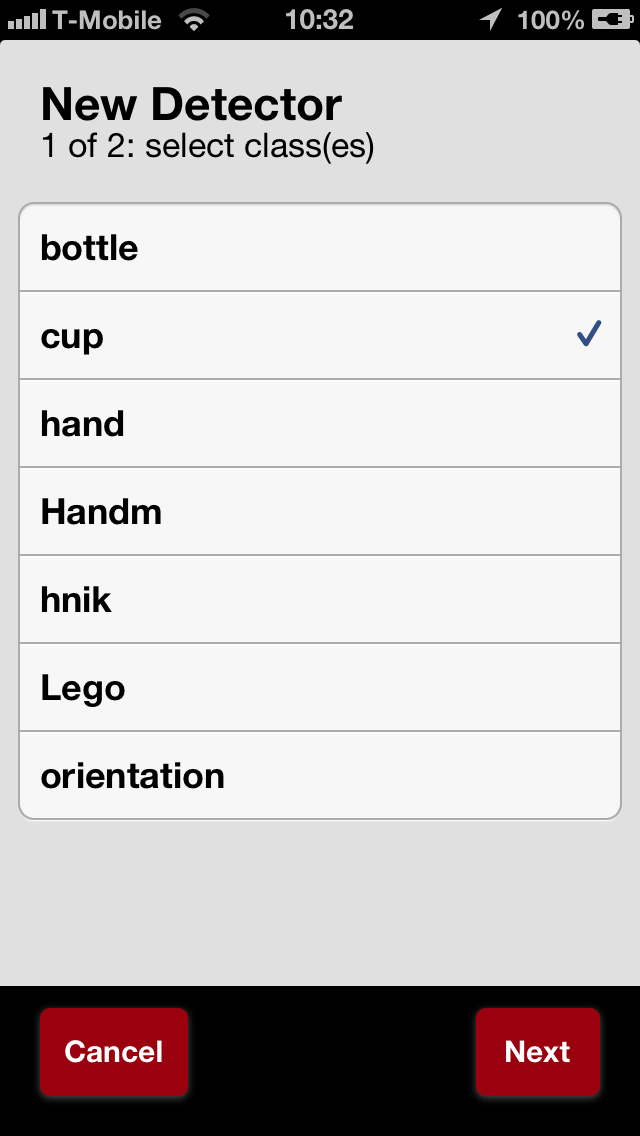 T-Mobile 10:32 100%
New Detector
1 of 2: select class(es)
bottle
cup
hand
Handm
hnik
Lego
orientation
Cancel Next